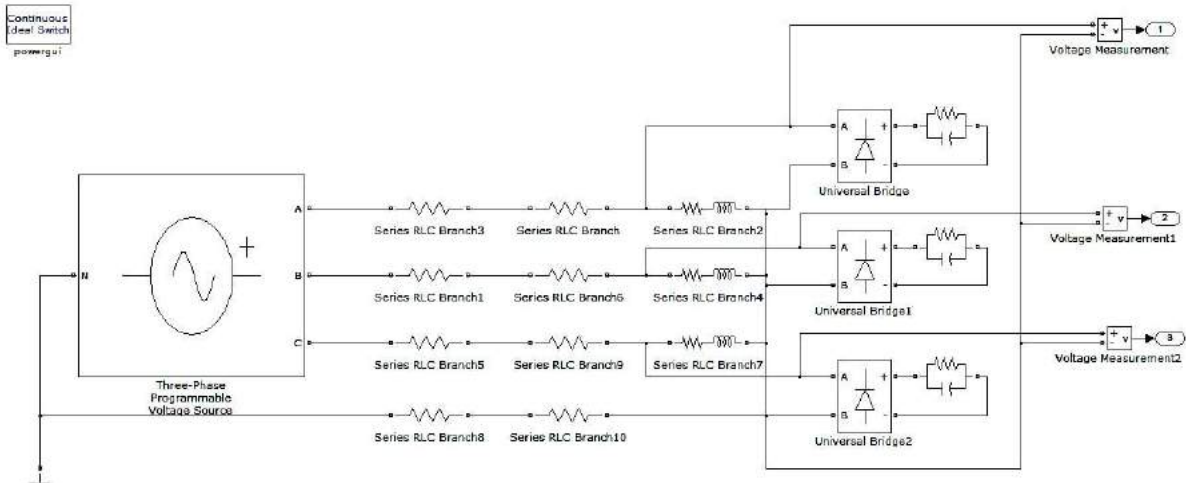 Continuous
Ideal Switch
powergui
+
-
v
1
Voltage Measurement
A
+
B
-
Universal Bridge
A
Series RLC Branch3
Series RLC Branch
Series RLC Branch2
+
-
v
2
Voltage Measurement1
A
+
B
-
Universal Bridge1
N
+
B
Series RLC Branch1
Series RLC Branch6
Series RLC Branch4
C
Series RLC Branch5
Series RLC Branch9
Series RLC Branch7
+
-
v
3
Voltage Measurement2
A
+
B
-
Universal Bridge2
Three-Phase
Programmable
Voltage Source
Series RLC Branch8
Series RLC Branch10